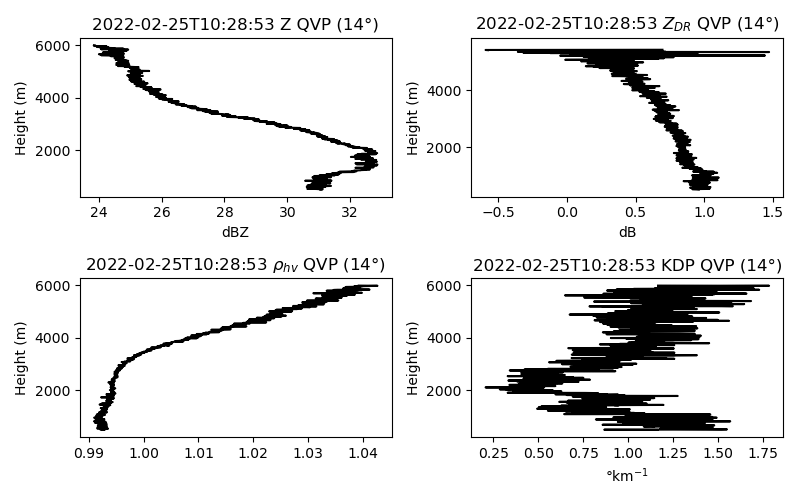 2022-02-25T10:28:53 Z QVP (14°)
6000
4000
2000
Height (m)
24 26 28 30 32
dBZ
2022-02-25T10:28:53 Z_DR QVP (14°)
4000
2000
Height (m)
−0.5 0.0 0.5 1.0 1.5
dB
2022-02-25T10:28:53 ρ_hv QVP (14°)
6000
4000
2000
Height (m)
0.99 1.00 1.01 1.02 1.03 1.04
2022-02-25T10:28:53 KDP QVP (14°)
6000
4000
2000
Height (m)
0.25 0.50 0.75 1.00 1.25 1.50 1.75
°km⁻¹